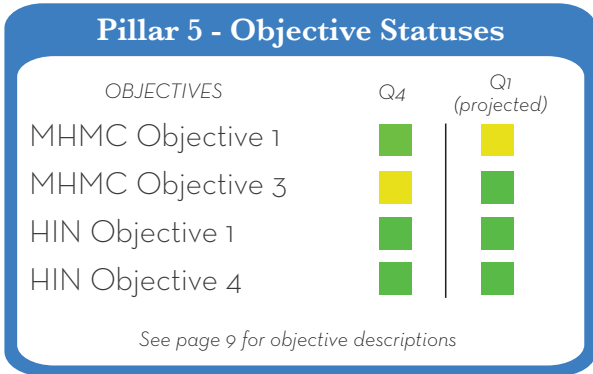 Pillar 5 - Objective Statuses
OBJECTIVES Q4 Q1 (projected)
MHMC Objective 1
MHMC Objective 3
HIN Objective 1
HIN Objective 4
See page 9 for objective descriptions